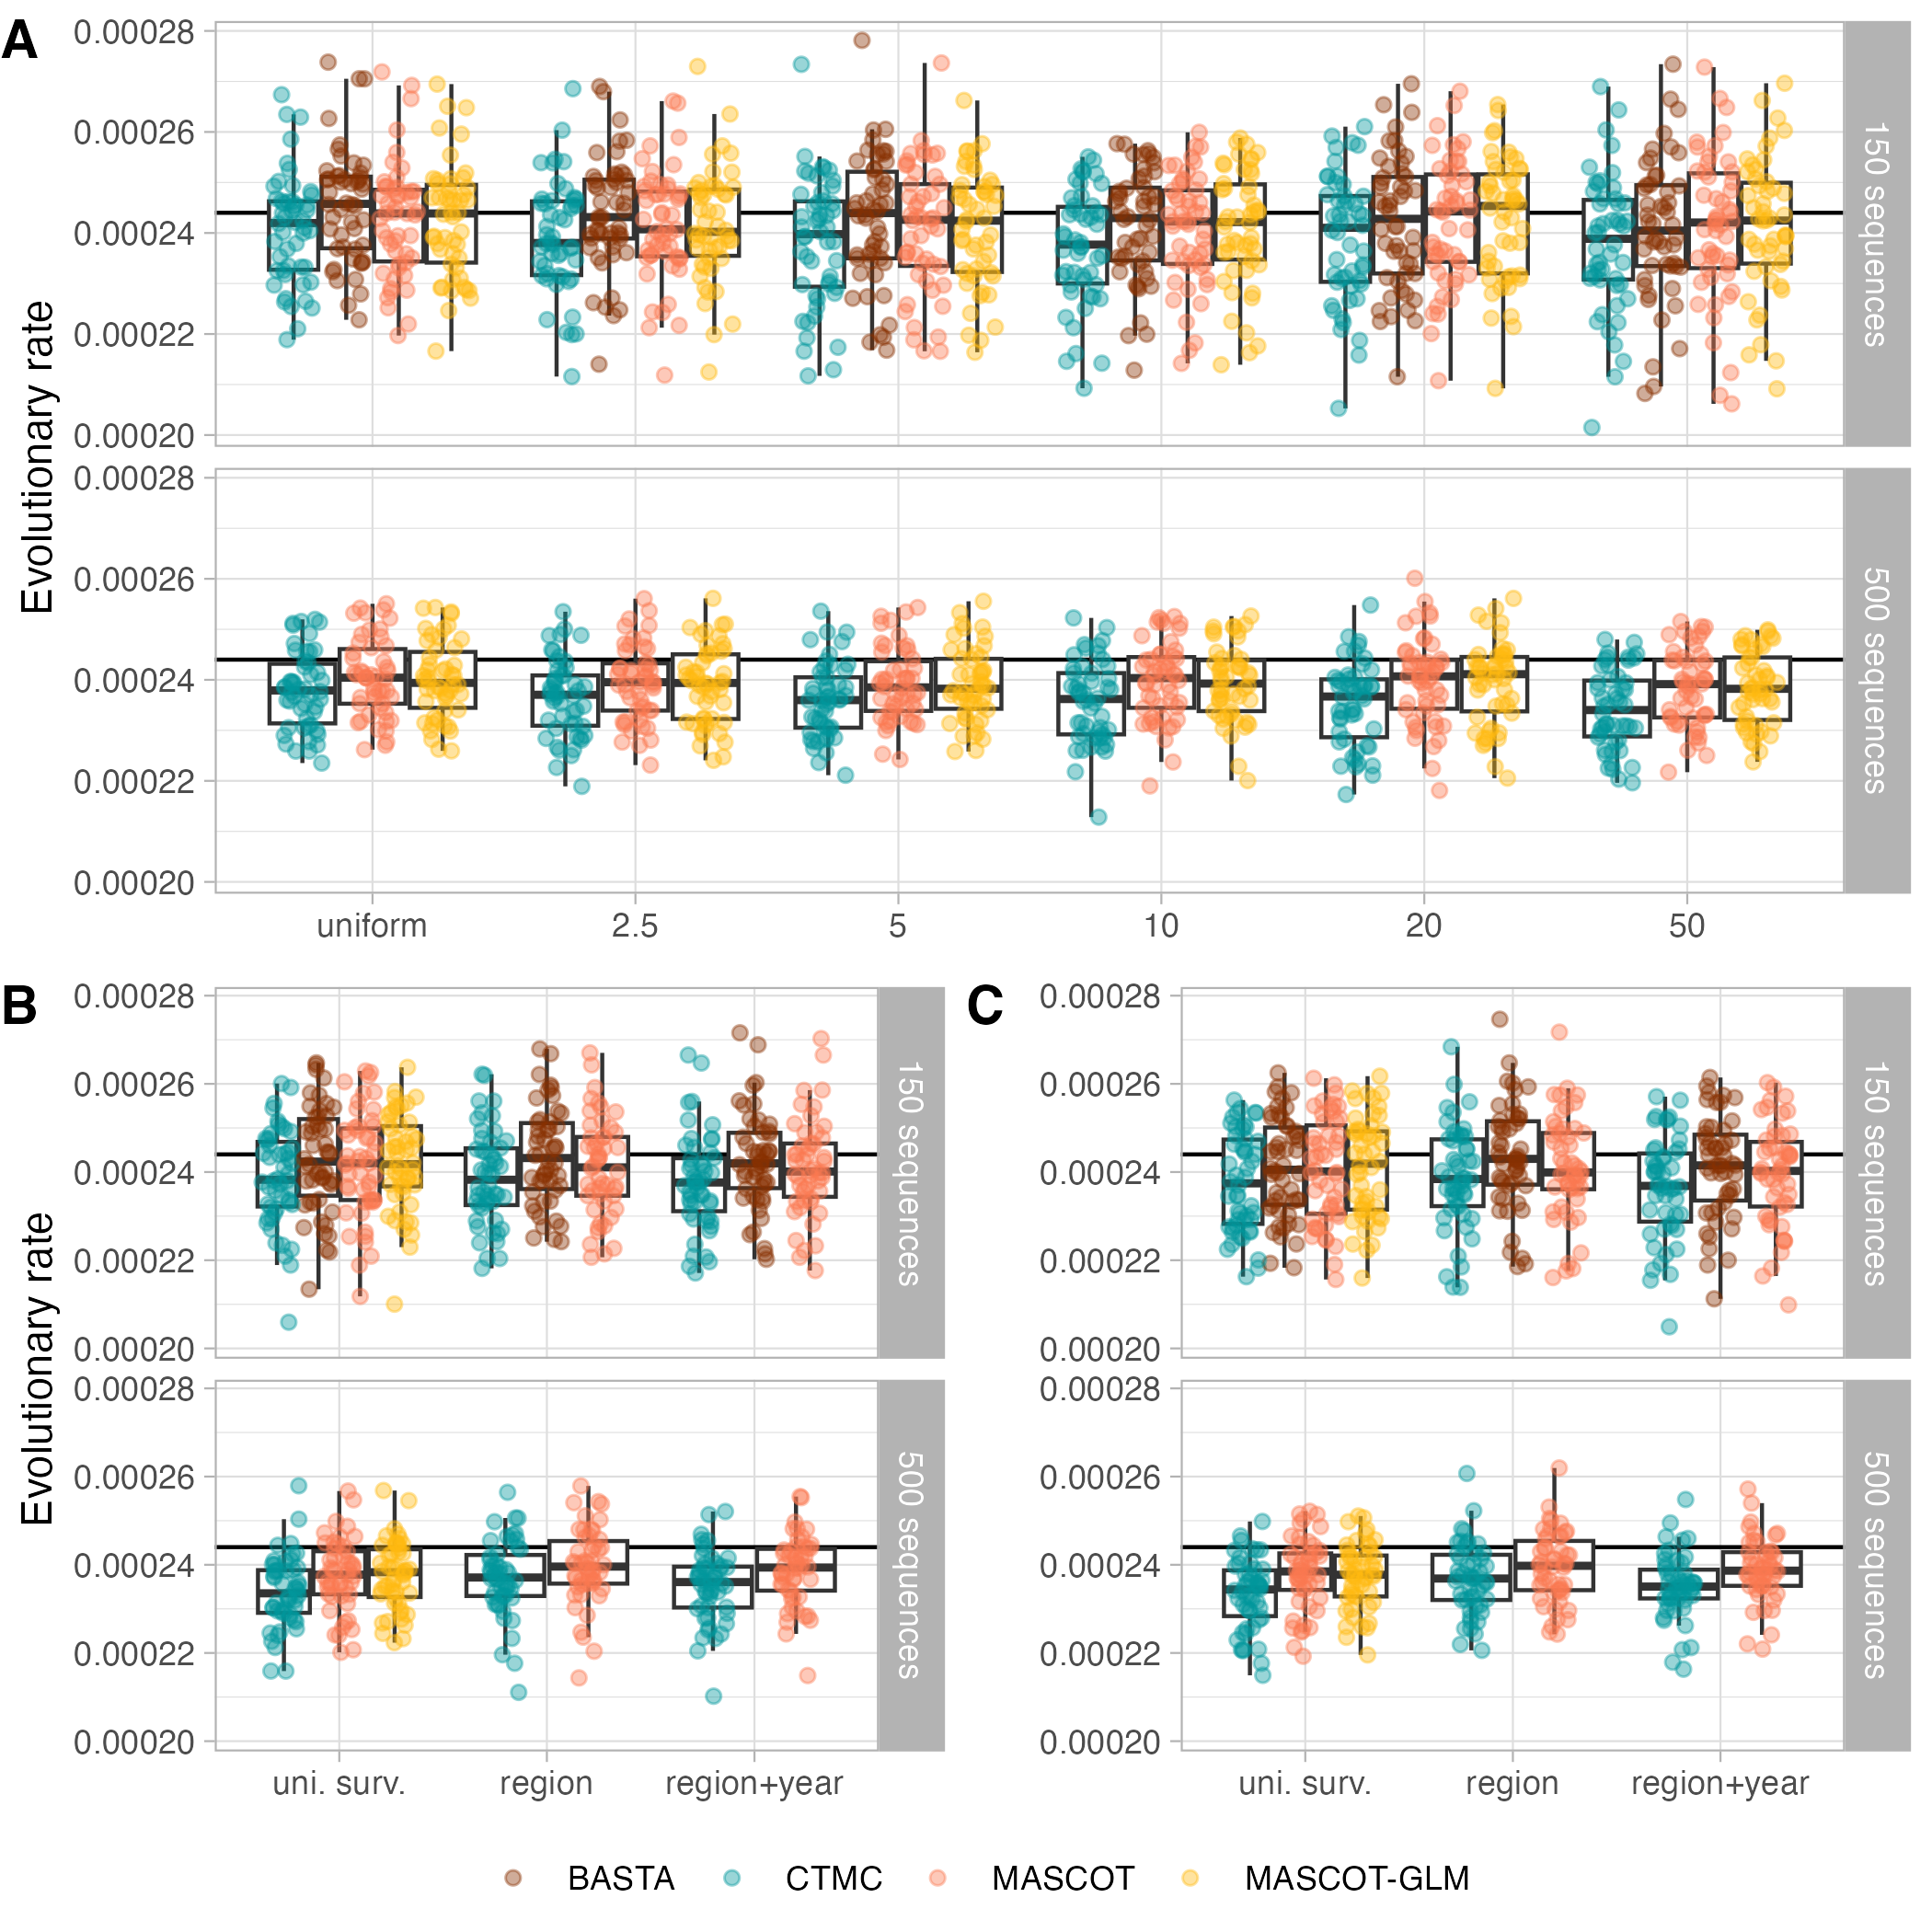 A
Evolutionary rate
0.00028
0.00026
0.00024
0.00022
0.00020
150 sequences
0.00028
0.00026
0.00024
0.00022
0.00020
500 sequences
uniform 2.5 5 10 20 50
B
Evolutionary rate
0.00028
0.00026
0.00024
0.00022
0.00020
150 sequences
0.00028
0.00026
0.00024
0.00022
0.00020
500 sequences
uni. surv. region region+year
C
0.00028
0.00026
0.00024
0.00022
0.00020
150 sequences
0.00028
0.00026
0.00024
0.00022
0.00020
500 sequences
uni. surv. region region+year
BASTA CTMC MASCOT MASCOT-GLM